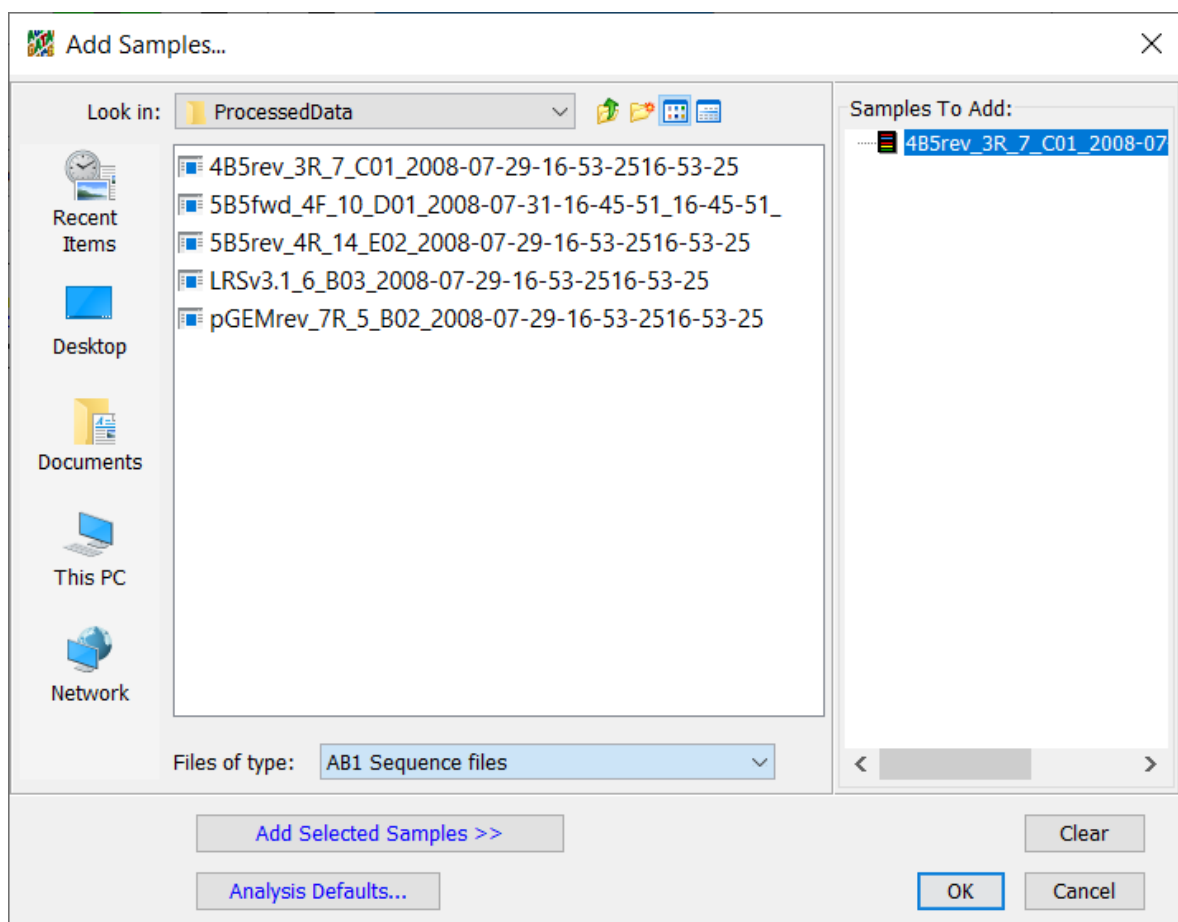 Add Samples...
Look in:
ProcessedData
Recent
Items
Desktop
Documents
This PC
Network
4B5rev_3R_7_C01_2008-07-29-16-53-2516-53-25
5B5fwd_4F_10_D01_2008-07-31-16-45-51_16-45-51_
5B5rev_4R_14_E02_2008-07-29-16-53-2516-53-25
LRSv3.1_6_B03_2008-07-29-16-53-2516-53-25
pGEMrev_7R_5_B02_2008-07-29-16-53-2516-53-25
Files of type:
AB1 Sequence files
Samples To Add:
4B5rev_3R_7_C01_2008-07
Add Selected Samples >>
Clear
Analysis Defaults...
OK
Cancel